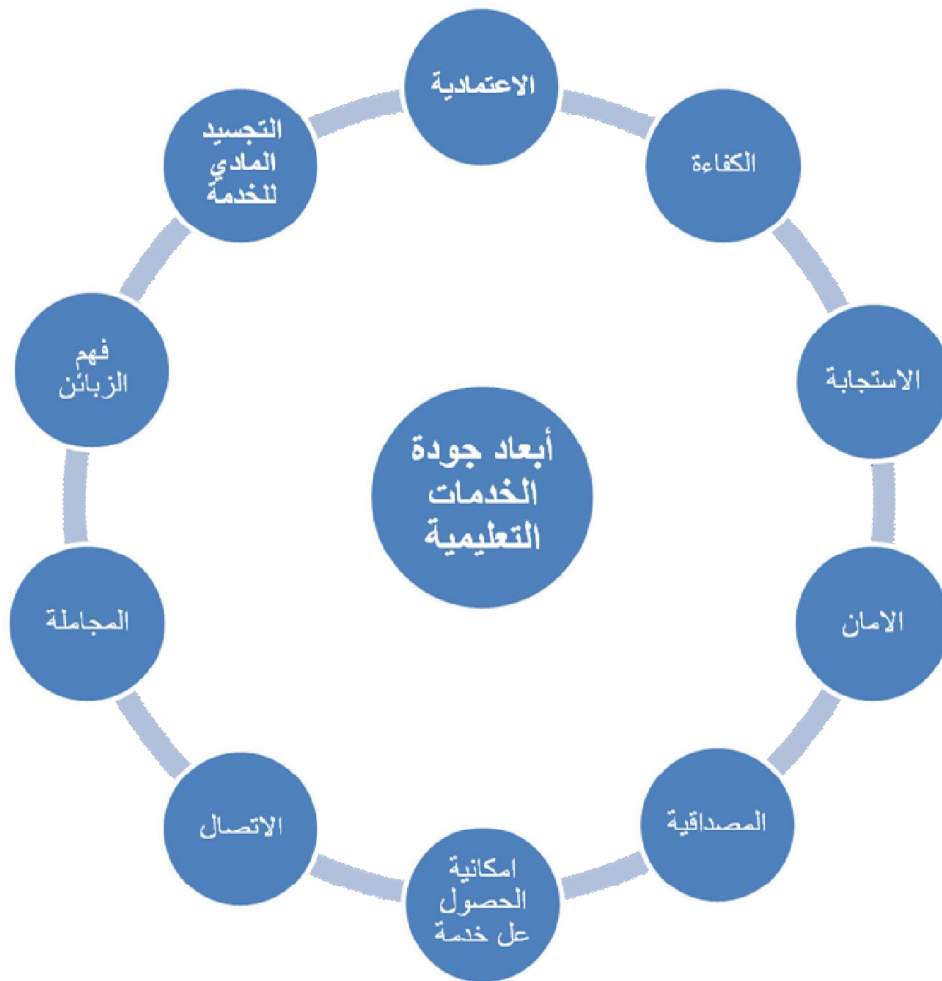 الاعتمادية
الكفاءة
الاستجابة
الامان
المصداقية
امكانية
الحصول
عل خدمة
الاتصال
المجاملة
فهم
الزبائن
التجسيد
المادي
للخدمة
أبعاد جودة
الخدمات
التعليمية